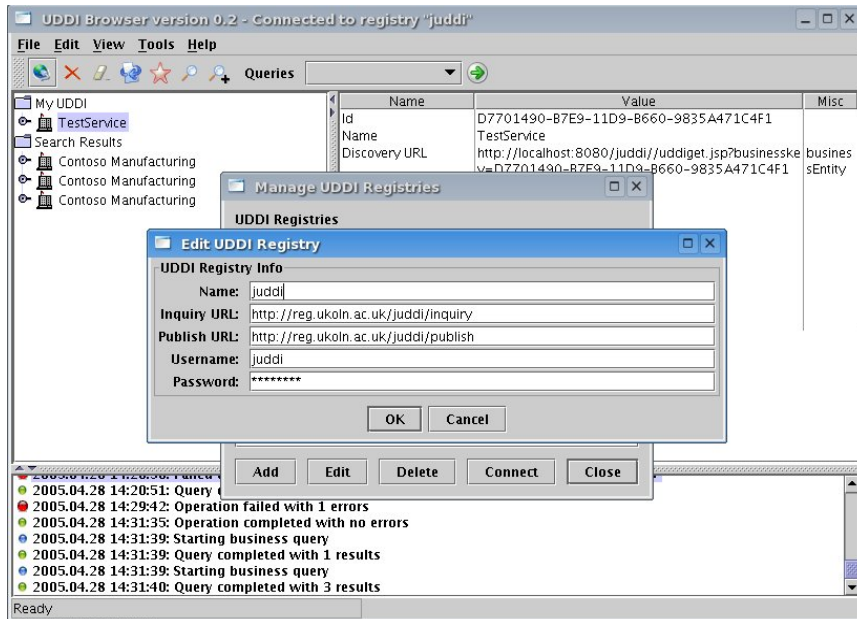 UDDI Browser version 0.2 - Connected to registry "juddi"
File Edit View Tools Help
Queries
My UDDI
TestService
Search Results
Contoso Manufacturing
Contoso Manufacturing
Contoso Manufacturing
Name Value Misc
Id D7701490-B7E9-11D9-B660-9835A471C4F1
Name TestService
Discovery URL http://localhost:8080/juddi//uddiget.jsp?businesske busines
y=D7701490-B7E9-11D9-B660-9835A471C4F1 sEntity
Manage UDDI Registries
UDDI Registries
Edit UDDI Registry
UDDI Registry Info
Name: juddi
Inquiry URL: http://reg.ukoln.ac.uk/juddi/inquiry
Publish URL: http://reg.ukoln.ac.uk/juddi/publish
Username: juddi
Password: ********
OK Cancel
Add Edit Delete Connect Close
2005.04.28 14:20:51: Query
2005.04.28 14:29:42: Operation failed with 1 errors
2005.04.28 14:31:35: Operation completed with no errors
2005.04.28 14:31:39: Starting business query
2005.04.28 14:31:39: Query completed with 1 results
2005.04.28 14:31:39: Starting business query
2005.04.28 14:31:40: Query completed with 3 results
Ready